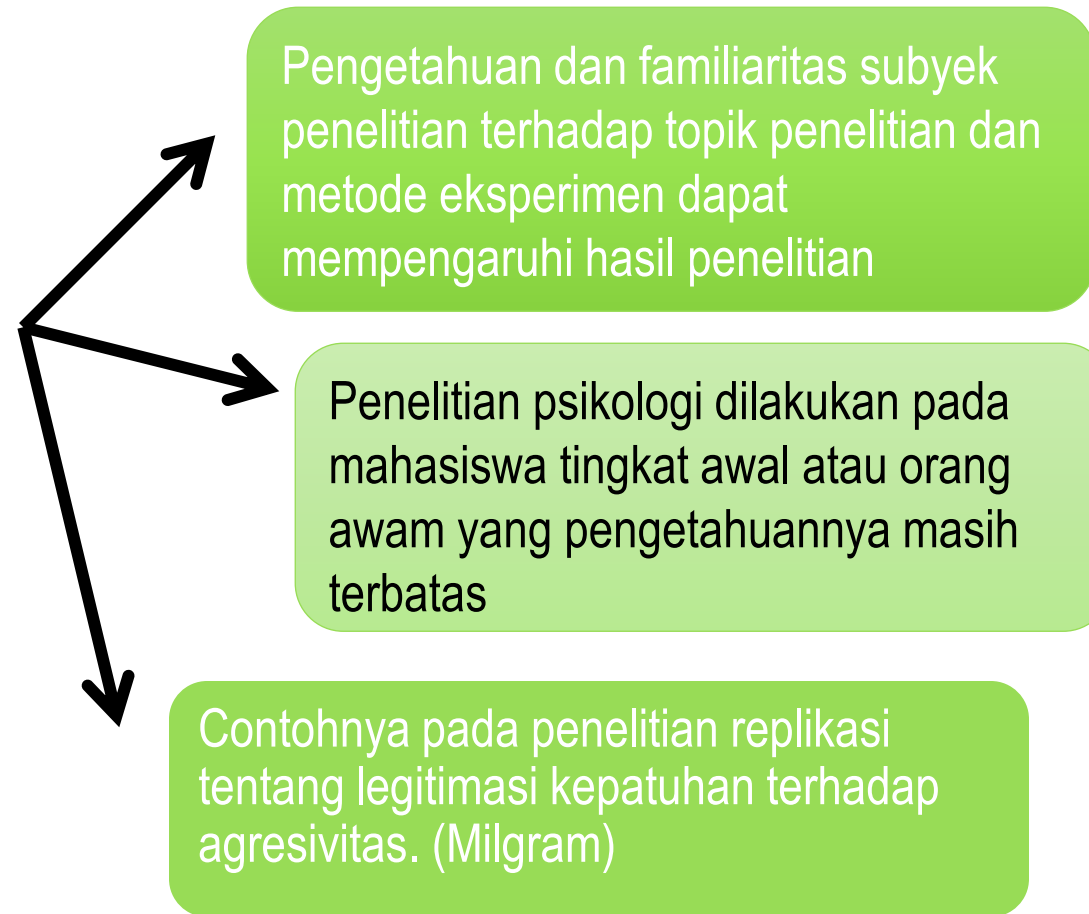 Pengetahuan dan familiaritas subyek
penelitian terhadap topik penelitian dan
metode eksperimen dapat
mempengaruhi hasil penelitian
Penelitian psikologi dilakukan pada
mahasiswa tingkat awal atau orang
awam yang pengetahuannya masih
terbatas
Contohnya pada penelitian replikasi
tentang legitimasi kepatuhan terhadap
agresivitas. (Milgram)